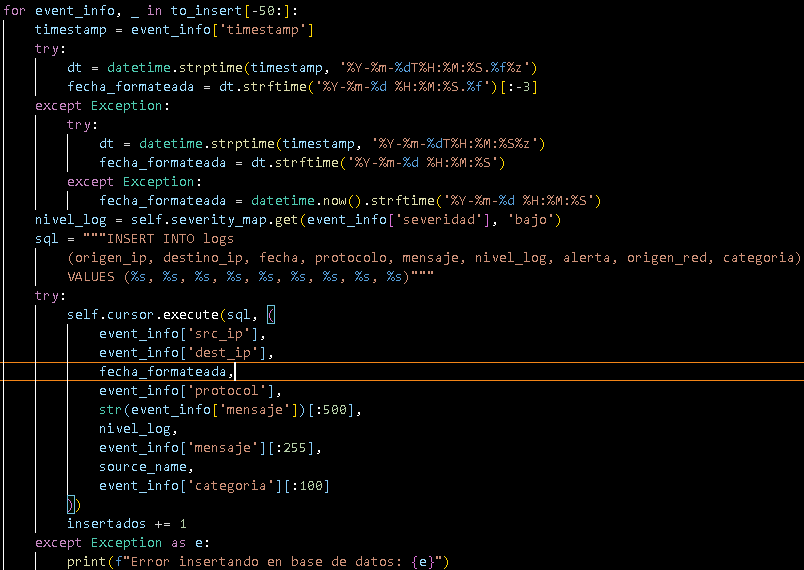 for event_info, _ in to_insert[-50:]:
    timestamp = event_info['timestamp']
    try:
        dt = datetime.strptime(timestamp, '%Y-%m-%dT%H:%M:%S.%f%z')
        fecha_formateada = dt.strftime('%Y-%m-%d %H:%M:%S.%f')[:-3]
    except Exception:
        try:
            dt = datetime.strptime(timestamp, '%Y-%m-%dT%H:%M:%S%z')
            fecha_formateada = dt.strftime('%Y-%m-%d %H:%M:%S')
        except Exception:
            fecha_formateada = datetime.now().strftime('%Y-%m-%d %H:%M:%S')
    nivel_log = self.severity_map.get(event_info['severidad'], 'bajo')
    sql = """INSERT INTO logs
        (origen_ip, destino_ip, fecha, protocolo, mensaje, nivel_log, alerta, origen_red, categoria)
        VALUES (%s, %s, %s, %s, %s, %s, %s, %s, %s)"""
    try:
        self.cursor.execute(sql, (
            event_info['src_ip'],
            event_info['dest_ip'],
            fecha_formateada,
            event_info['protocol'],
            str(event_info['mensaje'])[:500],
            nivel_log,
            event_info['mensaje'][:255],
            source_name,
            event_info['categoria'][:100]
        ))
        insertados += 1
    except Exception as e:
        print(f"Error insertando en base de datos: {e}")